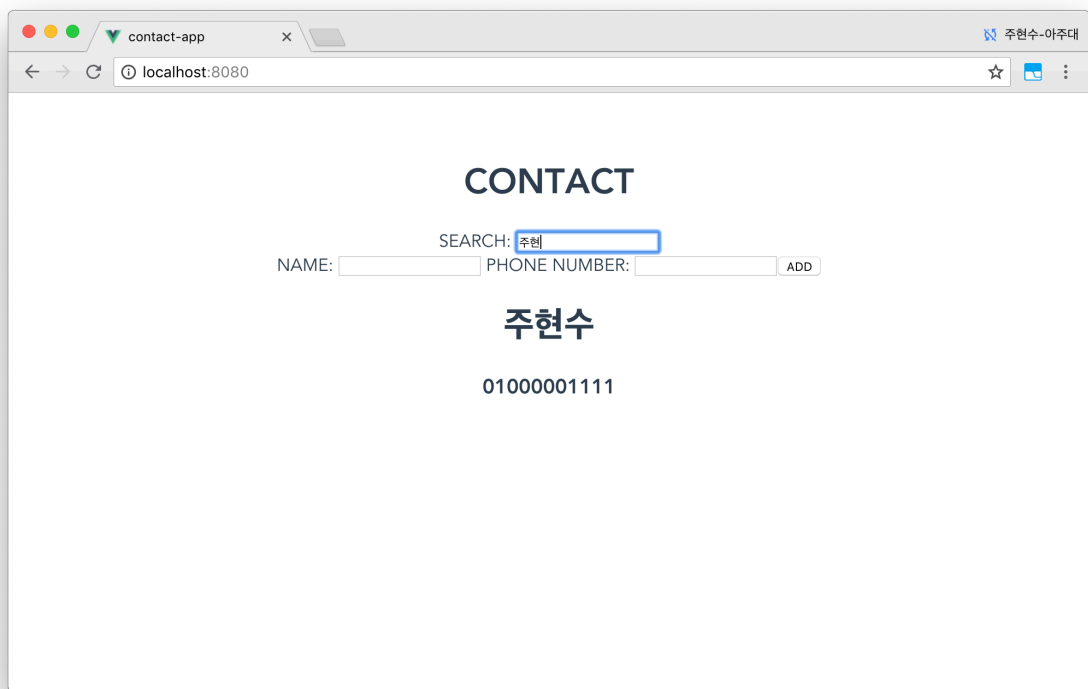 contact-app
주현수-아주대
localhost:8080
CONTACT
SEARCH: 주현
NAME: PHONE NUMBER: ADD
주현수
01000001111